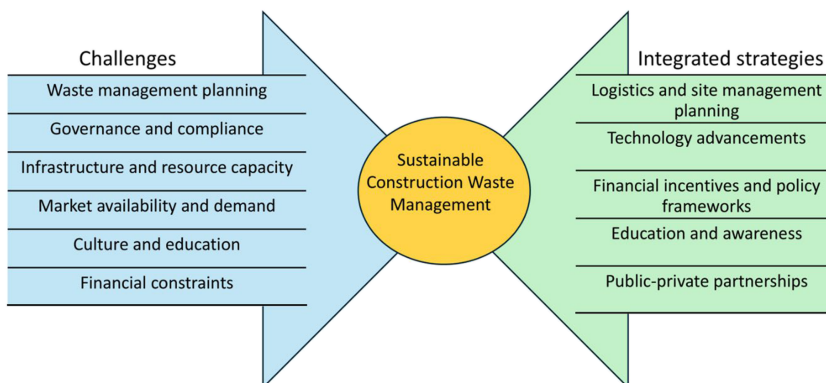 Challenges
Waste management planning
Governance and compliance
Infrastructure and resource capacity
Market availability and demand
Culture and education
Financial constraints
Sustainable
Construction Waste
Management
Integrated strategies
Logistics and site management
planning
Technology advancements
Financial incentives and policy
frameworks
Education and awareness
Public-private partnerships